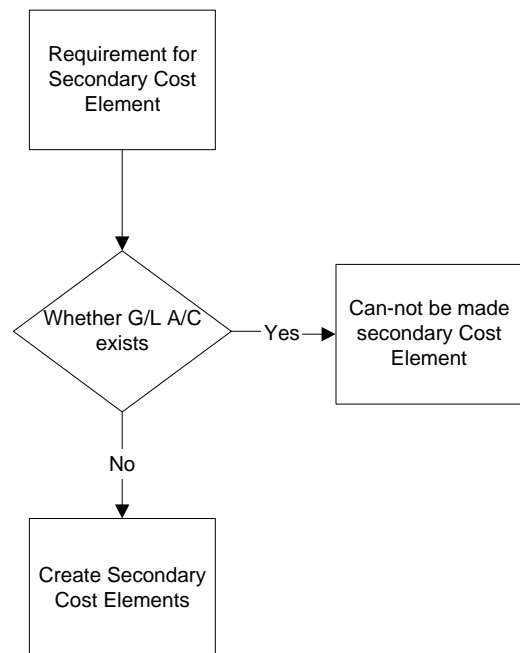 Requirement for
Secondary Cost
Element
Whether G/L A/C
exists
Yes
Can-not be made
secondary Cost
Element
No
Create Secondary
Cost Elements